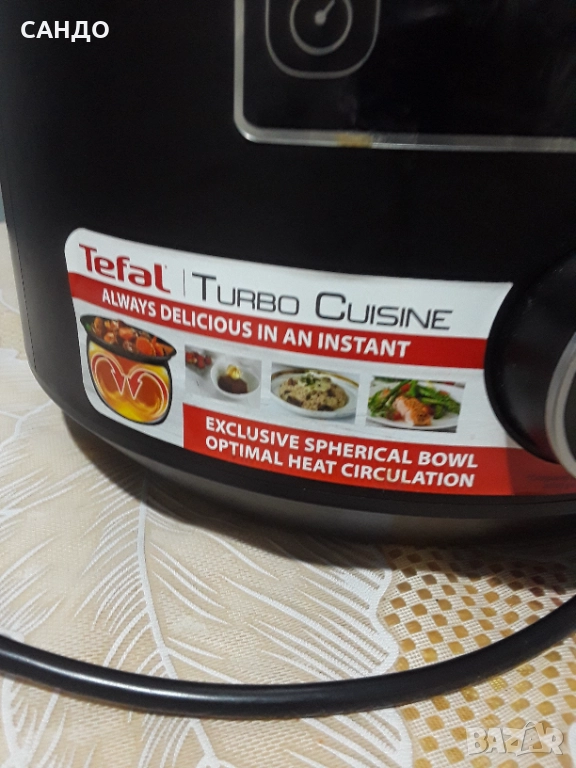 САНДО
Tefal | TURBO CUISINE
ALWAYS DELICIOUS IN AN INSTANT
EXCLUSIVE SPHERICAL BOWL
OPTIMAL HEAT CIRCULATION
BAZAR